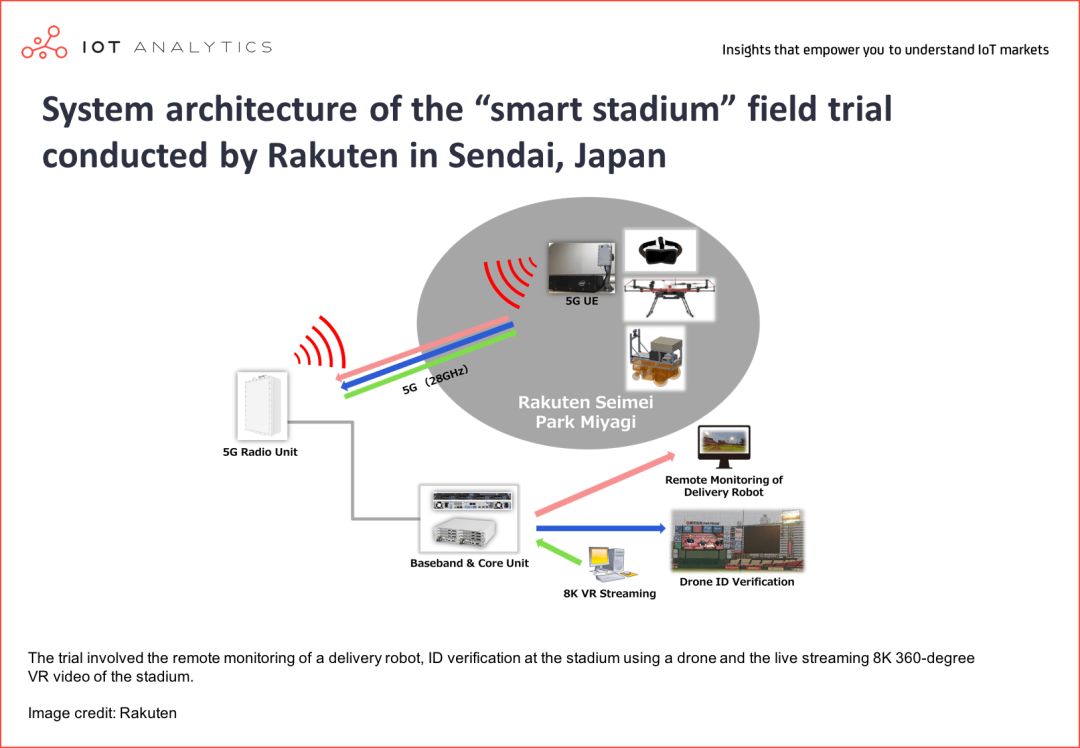 IOT ANALYTICS
Insights that empower you to understand IoT markets
System architecture of the “smart stadium” field trial
conducted by Rakuten in Sendai, Japan
5G UE
5G（28GHz）
Rakuten Seimei
Park Miyagi
5G Radio Unit
Remote Monitoring of
Delivery Robot
Baseband & Core Unit
Drone ID Verification
8K VR Streaming
The trial involved the remote monitoring of a delivery robot, ID verification at the stadium using a drone and the live streaming 8K 360-degree
VR video of the stadium.
Image credit: Rakuten